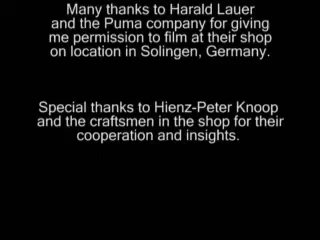 Many thanks to Harald Lauer
and the Puma company for giving
me permission to film at their shop
on location in Solingen, Germany.
Special thanks to Hienz-Peter Knoop
and the craftsmen in the shop for their
cooperation and insights.